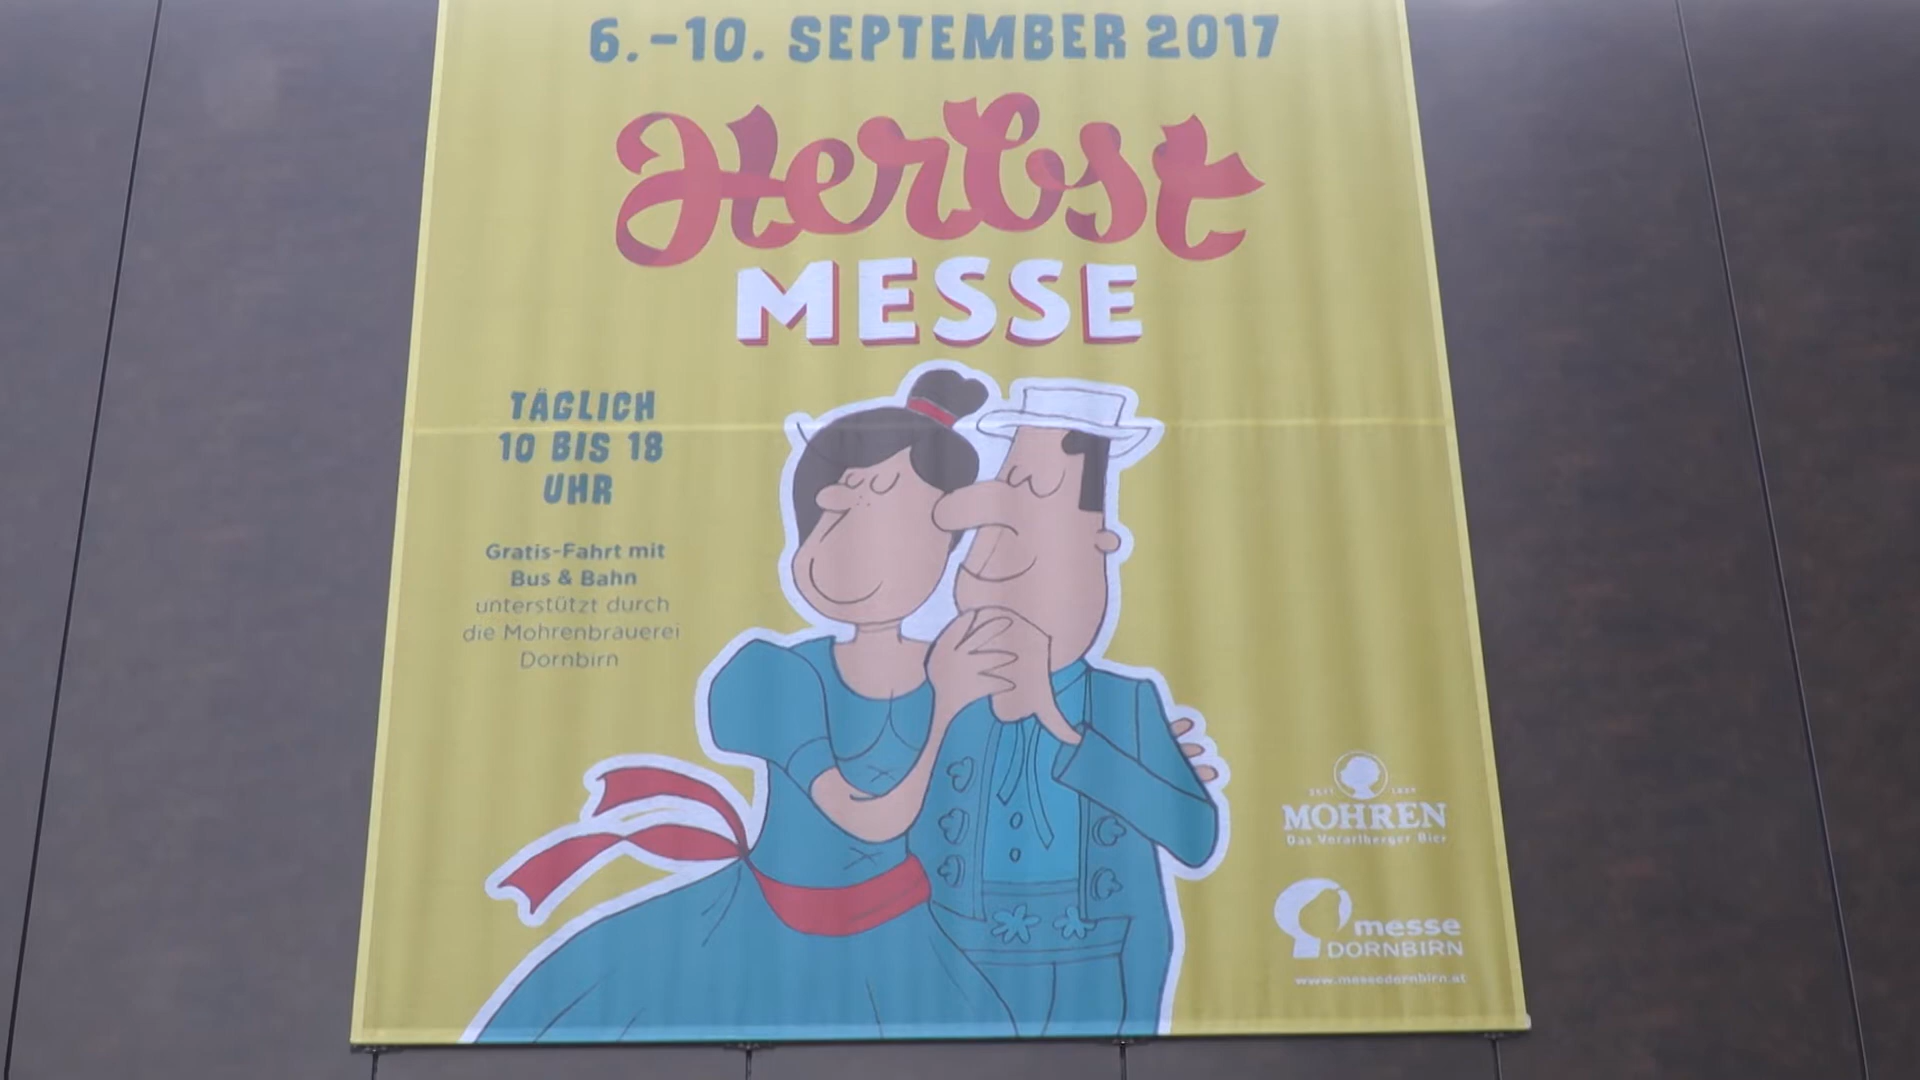 6.-10. SEPTEMBER 2017
Herbst
MESSE
TÄGLICH
10 BIS 18
UHR
Gratis-Fahrt mit
Bus & Bahn
unterstützt durch
die Mohrenbrauerei
Dornbirn
MOHREN
Das Vorarlberger Bier
messe
DORNBIRN
www.messedornbirn.at